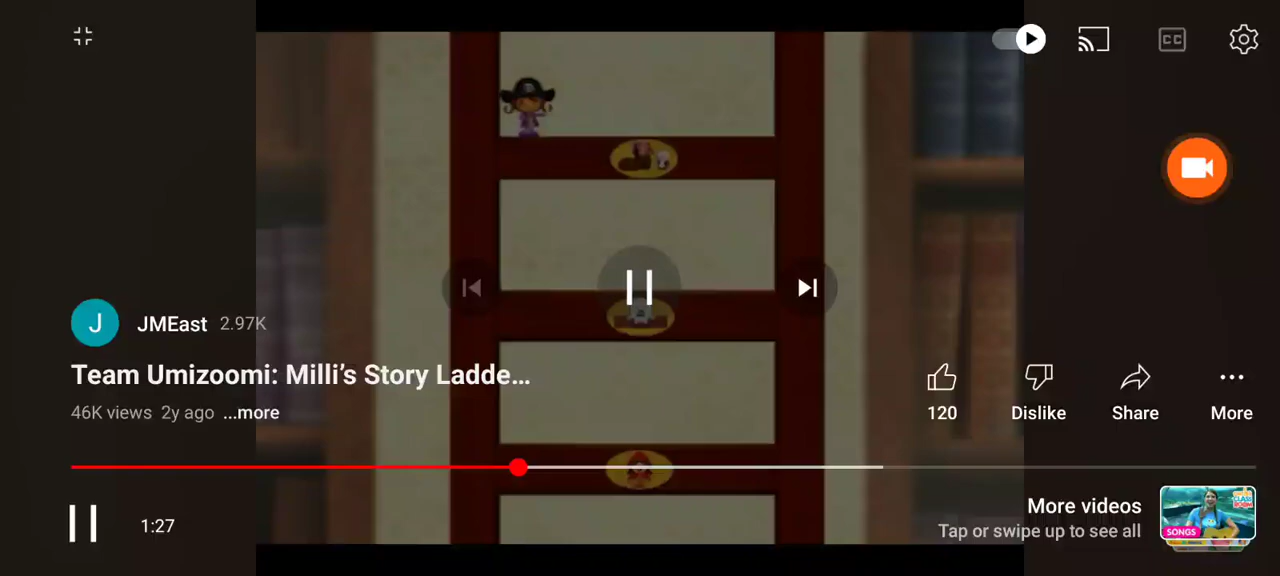 CC
J
JMEast 2.97K
Team Umizoomi: Milli's Story Ladde...
46K views 2y ago ...more
120
Dislike
Share
More
1:27
More videos
Tap or swipe up to see all
SONGS